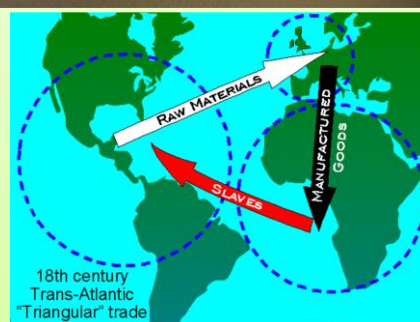 RAW MATERIALS
MANUFACTURED
GOODS
SLAVES
18th century
Trans-Atlantic
"Triangular" trade